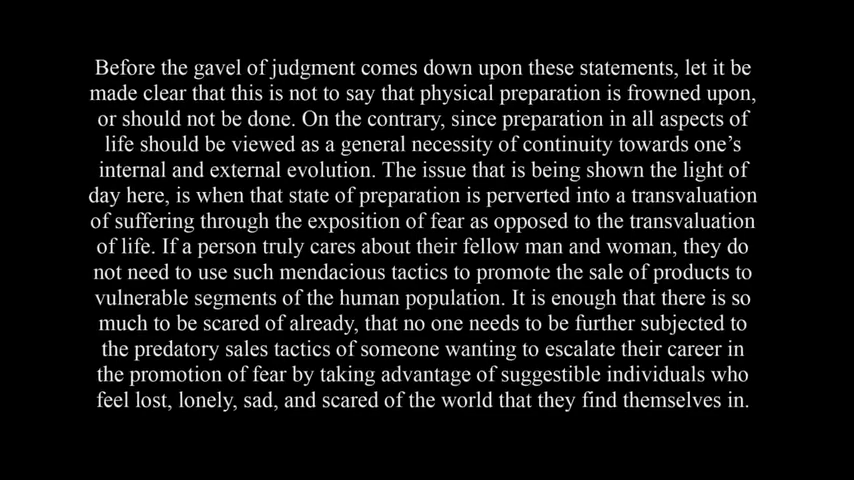 Before the gavel of judgment comes down upon these statements, let it be
made clear that this is not to say that physical preparation is frowned upon,
or should not be done. On the contrary, since preparation in all aspects of
life should be viewed as a general necessity of continuity towards one’s
internal and external evolution. The issue that is being shown the light of
day here, is when that state of preparation is perverted into a transvaluation
of suffering through the exposition of fear as opposed to the transvaluation
of life. If a person truly cares about their fellow man and woman, they do
not need to use such mendacious tactics to promote the sale of products to
vulnerable segments of the human population. It is enough that there is so
much to be scared of already, that no one needs to be further subjected to
the predatory sales tactics of someone wanting to escalate their career in
the promotion of fear by taking advantage of suggestible individuals who
feel lost, lonely, sad, and scared of the world that they find themselves in.